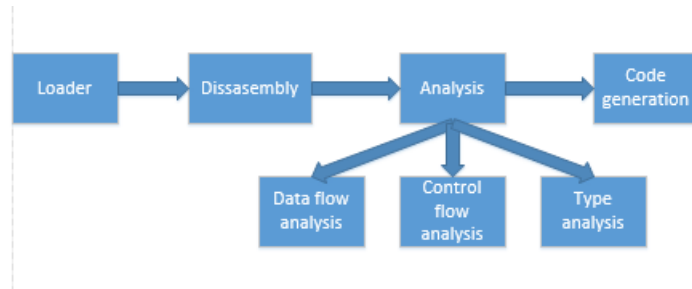 Loader
Dissasembly
Analysis
Code
generation
Data flow
analysis
Control
flow
analysis
Type
analysis